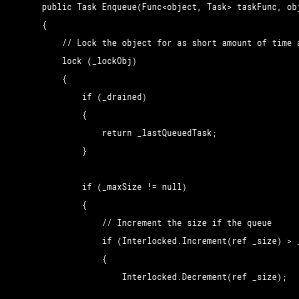 public Task Enqueue(Func<object, Task> taskFunc, obj
{
// Lock the object for as short amount of time a
lock (_lockObj)
{
if (_drained)
{
return _lastQueuedTask;
}
if (_maxSize != null)
{
// Increment the size if the queue
if (Interlocked.Increment(ref _size) > _
{
Interlocked.Decrement(ref _size);